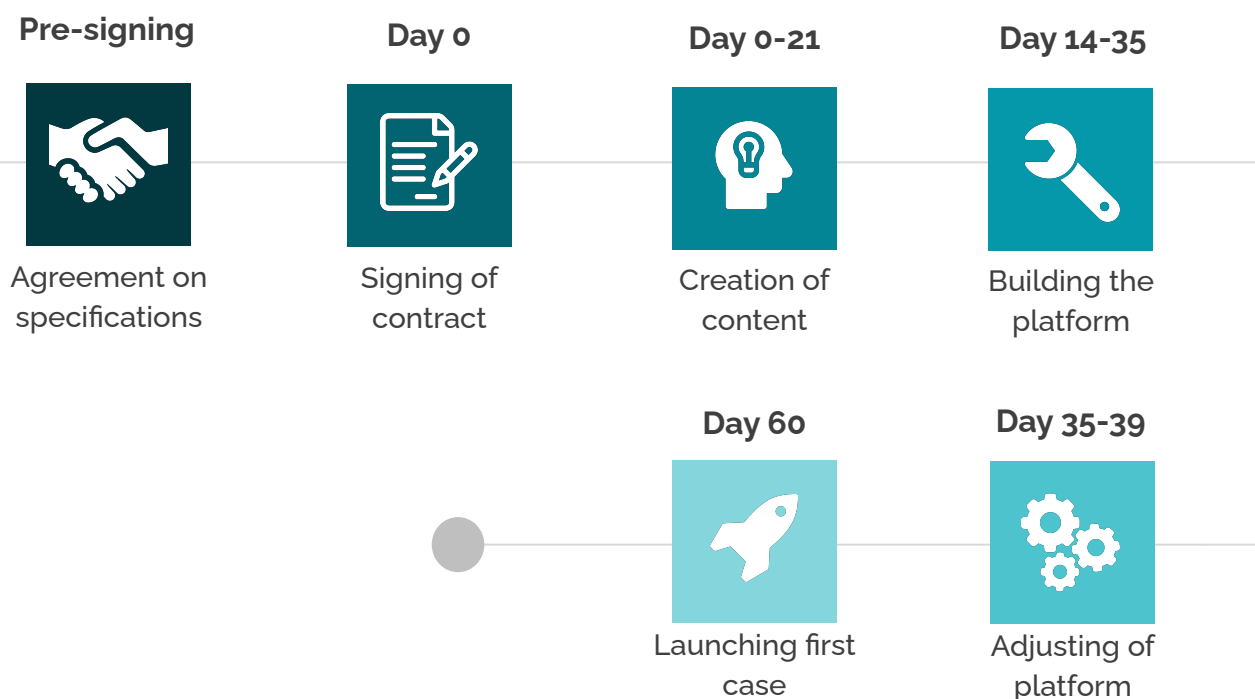 Pre-signing
Agreement on
specifications
Day 0
Signing of
contract
Day 0-21
Creation of
content
Day 14-35
Building the
platform
Day 60
Launching first
case
Day 35-39
Adjusting of
platform